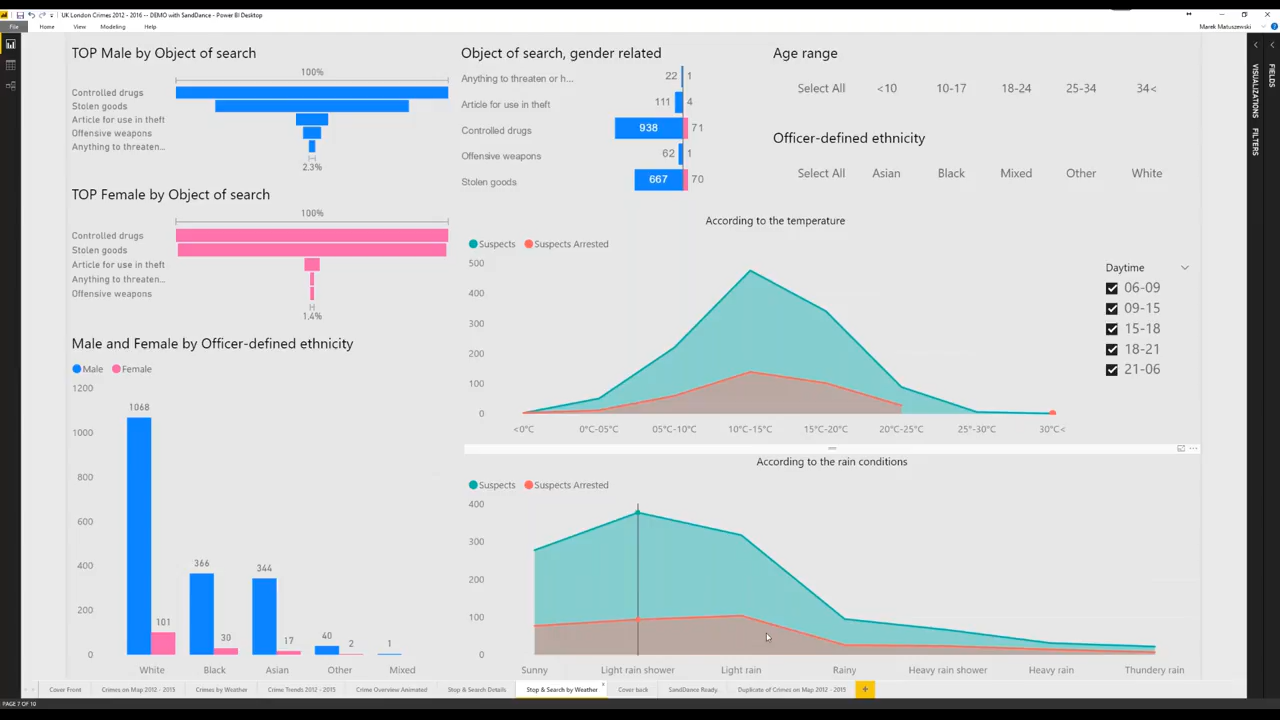 UK London Crimes 2012 - 2016 -- DEMO with SandDance - Power BI Desktop
File Home View Modeling Help
Marek Matuszewski
TOP Male by Object of search
100%
Controlled drugs
Stolen goods
Article for use in theft
Offensive weapons
Anything to threaten...
2.3%
TOP Female by Object of search
100%
Controlled drugs
Stolen goods
Article for use in theft
Anything to threaten...
Offensive weapons
1.4%
Male and Female by Officer-defined ethnicity
Male Female
1200
1000
800
600
400
200
0
1068
101
366
30
344
17
40
2
1
White Black Asian Other Mixed
Object of search, gender related
Anything to threaten or h... 22 1
Article for use in theft 111 4
Controlled drugs 938 71
Offensive weapons 62 1
Stolen goods 667 70
Age range
Select All <10 10-17 18-24 25-34 34<
Officer-defined ethnicity
Select All Asian Black Mixed Other White
According to the temperature
Suspects Suspects Arrested
500
400
300
200
100
0
<0°C 0°C-05°C 05°C-10°C 10°C-15°C 15°C-20°C 20°C-25°C 25°-30°C 30°C<
Daytime
06-09
09-15
15-18
18-21
21-06
According to the rain conditions
Suspects Suspects Arrested
400
300
200
100
0
Sunny Light rain shower Light rain Rainy Heavy rain shower Heavy rain Thundery rain
VISUALIZATIONS
FILTERS
FIELDS
Cover Front Crimes on Map 2012 - 2015 Crimes by Weather Crime Trends 2012 - 2015 Crime Overview Animated Stop & Search Details Stop & Search by Weather Cover back SandDance Ready. Duplicate of Crimes on Map 2012 - 2015
PAGE 7 OF 10